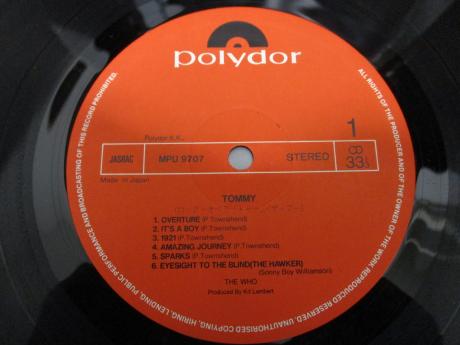 polydor
Polydor K.K.
JASRAC
MPU 9707
STEREO
1
33⅓
Made in Japan
TOMMY
1. OVERTURE (P.Townshend)
2. IT'S A BOY (P.Townshend)
3. 1921 (P.Townshend)
4. AMAZING JOURNEY (P.Townshend)
5. SPARKS (P.Townshend)
6. EYESIGHT TO THE BLIND(THE HAWKER)
(Sonny Boy Williamson)
THE WHO
Produced By Kit Lambert
ALL RIGHTS OF THE PRODUCER AND OF THE OWNER OF THE WORK REPRODUCED RESERVED. UNAUTHORISED COPYING, HIRING, LENDING, PUBLIC PERFORMANCE AND BROADCASTING OF THIS RECORD PROHIBITED.